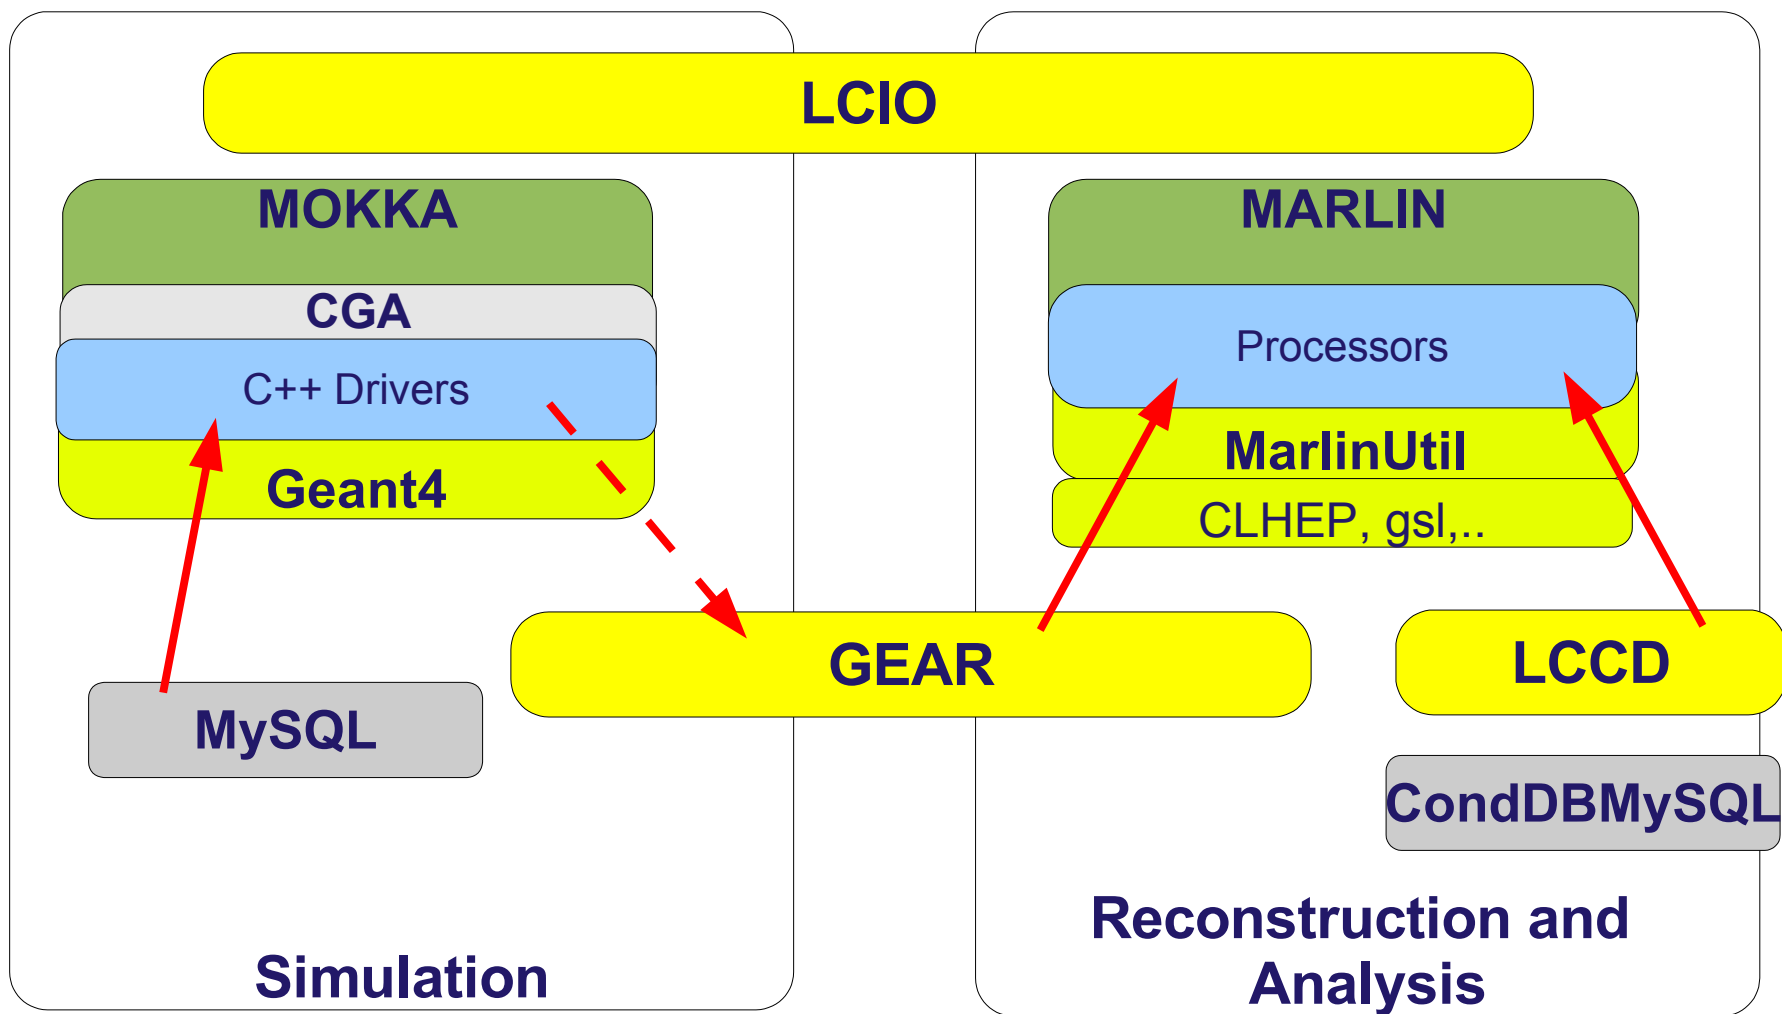 LCIO
MOKKA
CGA
C++ Drivers
Geant4
MySQL
Simulation
GEAR
MARLIN
Processors
MarlinUtil
CLHEP, gsl,..
LCCD
CondDBMySQL
Reconstruction and
Analysis